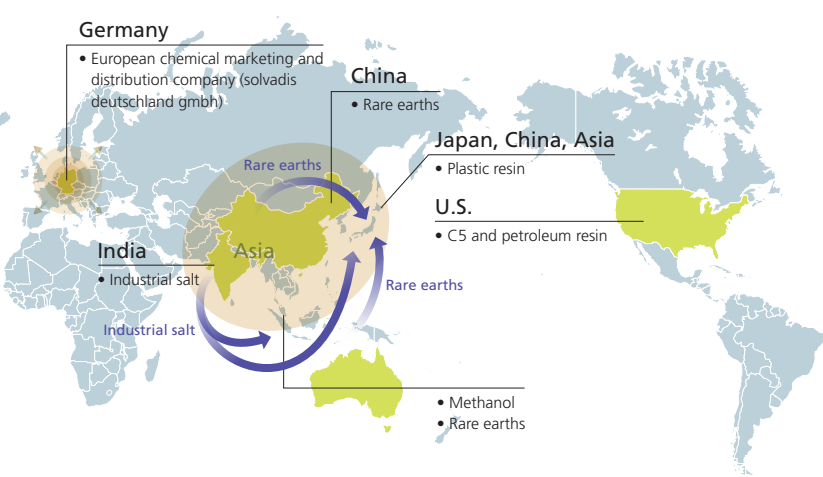 Germany
• European chemical marketing and
distribution company (solvadis
deutschland gmbh)
China
• Rare earths
Japan, China, Asia
• Plastic resin
Rare earths
U.S.
• C5 and petroleum resin
India
• Industrial salt
Asia
Rare earths
Industrial salt
• Methanol
• Rare earths